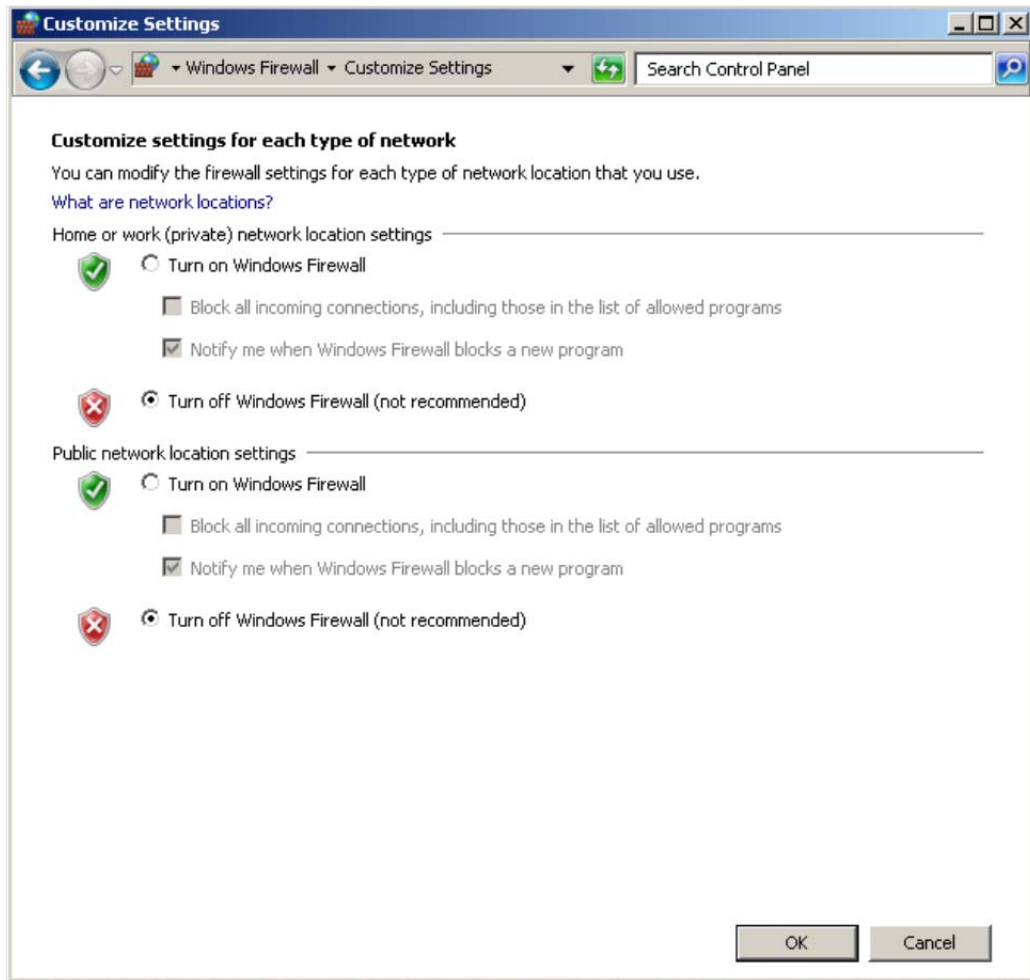 Customize Settings
Windows Firewall Customize Settings
Search Control Panel
Customize settings for each type of network
You can modify the firewall settings for each type of network location that you use.
What are network locations?
Home or work (private) network location settings
Turn on Windows Firewall
Block all incoming connections, including those in the list of allowed programs
Notify me when Windows Firewall blocks a new program
Turn off Windows Firewall (not recommended)
Public network location settings
Turn on Windows Firewall
Block all incoming connections, including those in the list of allowed programs
Notify me when Windows Firewall blocks a new program
Turn off Windows Firewall (not recommended)
OK Cancel